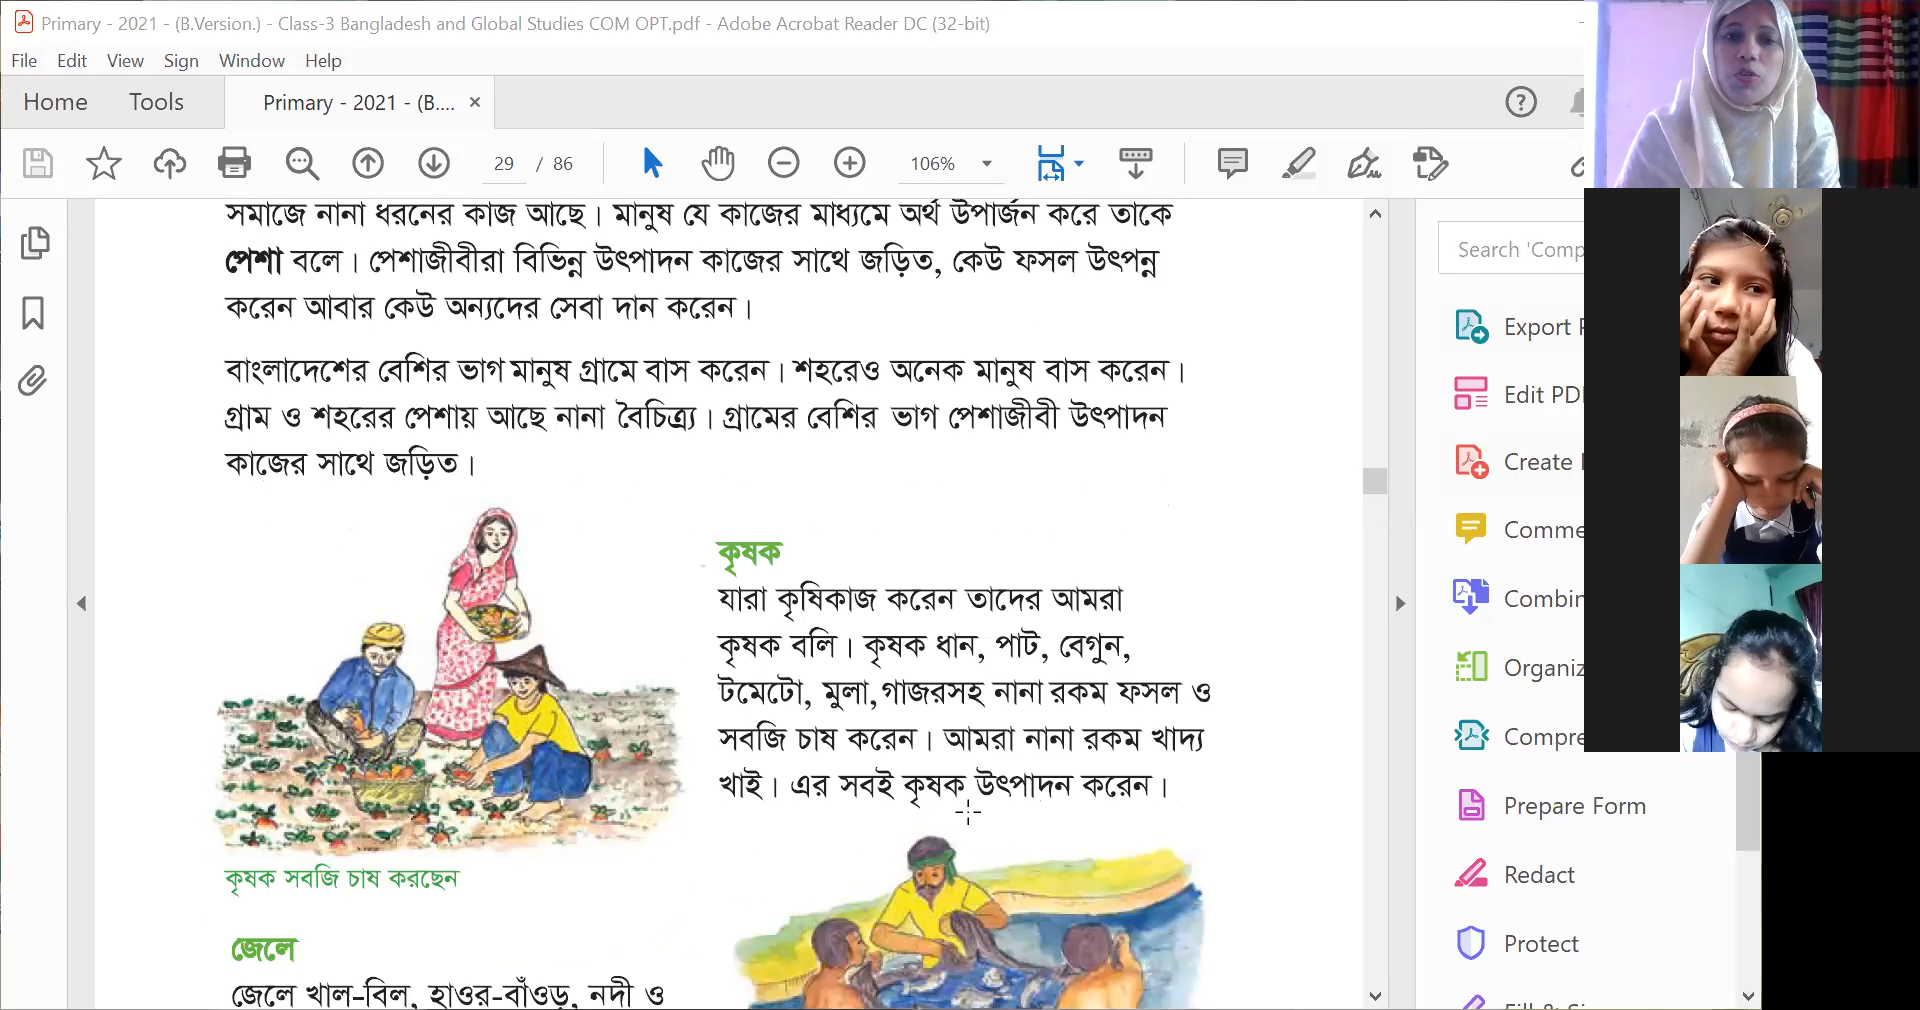 Primary - 2021 - (B.Version.) - Class-3 Bangladesh and Global Studies COM OPT.pdf - Adobe Acrobat Reader DC (32-bit)
File Edit View Sign Window Help
Home Tools Primary - 2021 - (B.... ×
29 / 86 106%
সমাজে নানা ধরনের কাজ আছে। মানুষ যে কাজের মাধ্যমে অর্থ উপার্জন করে তাকে
পেশা বলে। পেশাজীবীরা বিভিন্ন উৎপাদন কাজের সাথে জড়িত, কেউ ফসল উৎপন্ন
করেন আবার কেউ অন্যদের সেবা দান করেন।
বাংলাদেশের বেশির ভাগ মানুষ গ্রামে বাস করেন। শহরেও অনেক মানুষ বাস করেন।
গ্রাম ও শহরের পেশায় আছে নানা বৈচিত্র্য। গ্রামের বেশির ভাগ পেশাজীবী উৎপাদন
কাজের সাথে জড়িত।
কৃষক
যারা কৃষিকাজ করেন তাদের আমরা
কৃষক বলি। কৃষক ধান, পাট, বেগুন,
টমেটো, মুলা, গাজরসহ নানা রকম ফসল ও
সবজি চাষ করেন। আমরা নানা রকম খাদ্য
খাই। এর সবই কৃষক উৎপাদন করেন।
কৃষক সবজি চাষ করছেন
জেলে
জেলে খাল-বিল, হাওর-বাঁওড়, নদী ও
Search 'Comp
Export
Edit PD
Create
Comme
Combin
Organiz
Compre
Prepare Form
Redact
Protect